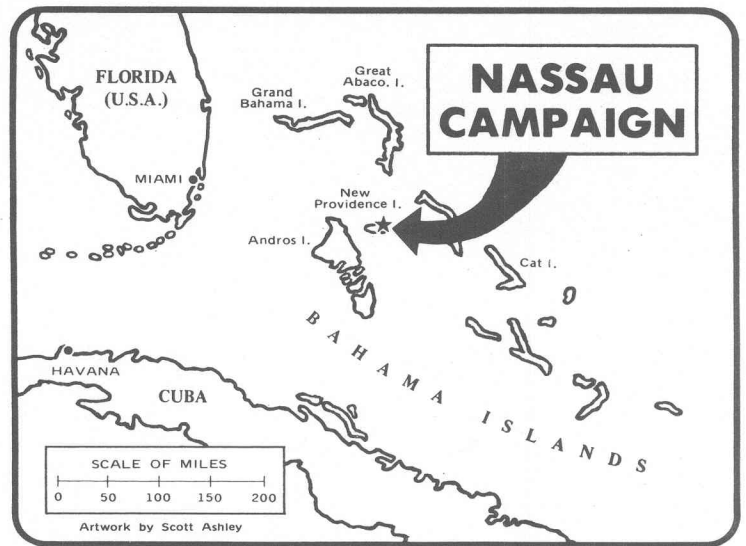 FLORIDA
(U.S.A.)
Great
Abaco. I.
Grand
Bahama I.
NASSAU
CAMPAIGN
MIAMI
New
Providence I.
Andros I.
Cat I.
BAHAMA ISLANDS
HAVANA
CUBA
SCALE OF MILES
0 50 100 150 200
Artwork by Scott Ashley